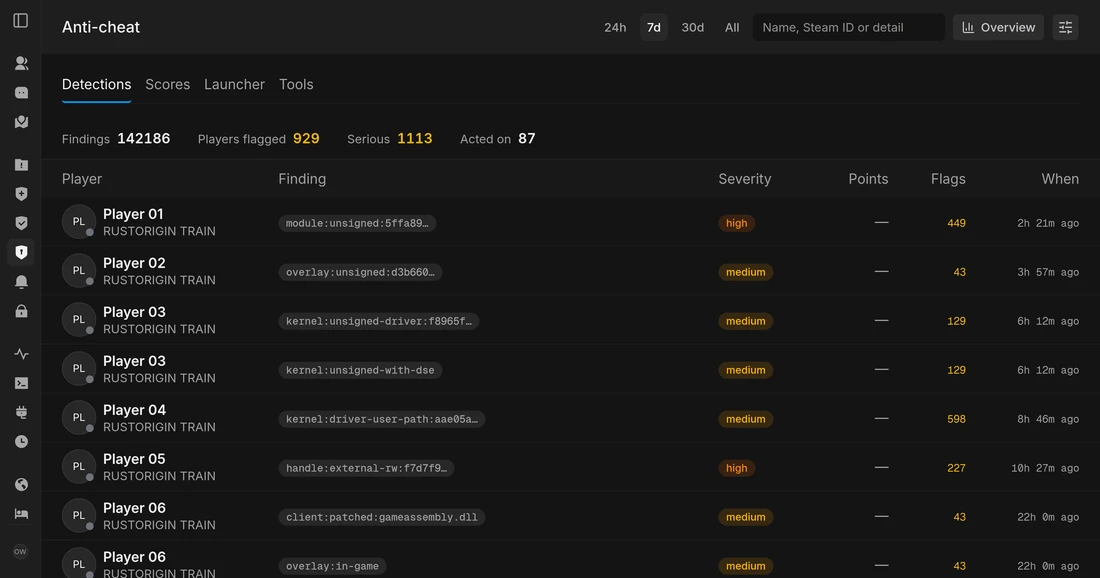 Anti-cheat
24h 7d 30d All Name, Steam ID or detail Overview
Detections Scores Launcher Tools
Findings 142186 Players flagged 929 Serious 1113 Acted on 87
Player Finding Severity Points Flags When
PL Player 01 module:unsigned:5ffa89… high — 449 2h 21m ago
RUSTORIGIN TRAIN
PL Player 02 overlay:unsigned:d3b660… medium — 43 3h 57m ago
RUSTORIGIN TRAIN
PL Player 03 kernel:unsigned-driver:f8965f… medium — 129 6h 12m ago
RUSTORIGIN TRAIN
PL Player 03 kernel:unsigned-with-dse medium — 129 6h 12m ago
RUSTORIGIN TRAIN
PL Player 04 kernel:driver-user-path:aae05a… medium — 598 8h 46m ago
RUSTORIGIN TRAIN
PL Player 05 handle:external-rw:f7d7f9… high — 227 10h 27m ago
RUSTORIGIN TRAIN
PL Player 06 client:patched:gameassembly.dll medium — 43 22h 0m ago
RUSTORIGIN TRAIN
PL Player 06 overlay:in-game medium — 43 22h 0m ago
RUSTORIGIN TRAIN
OW